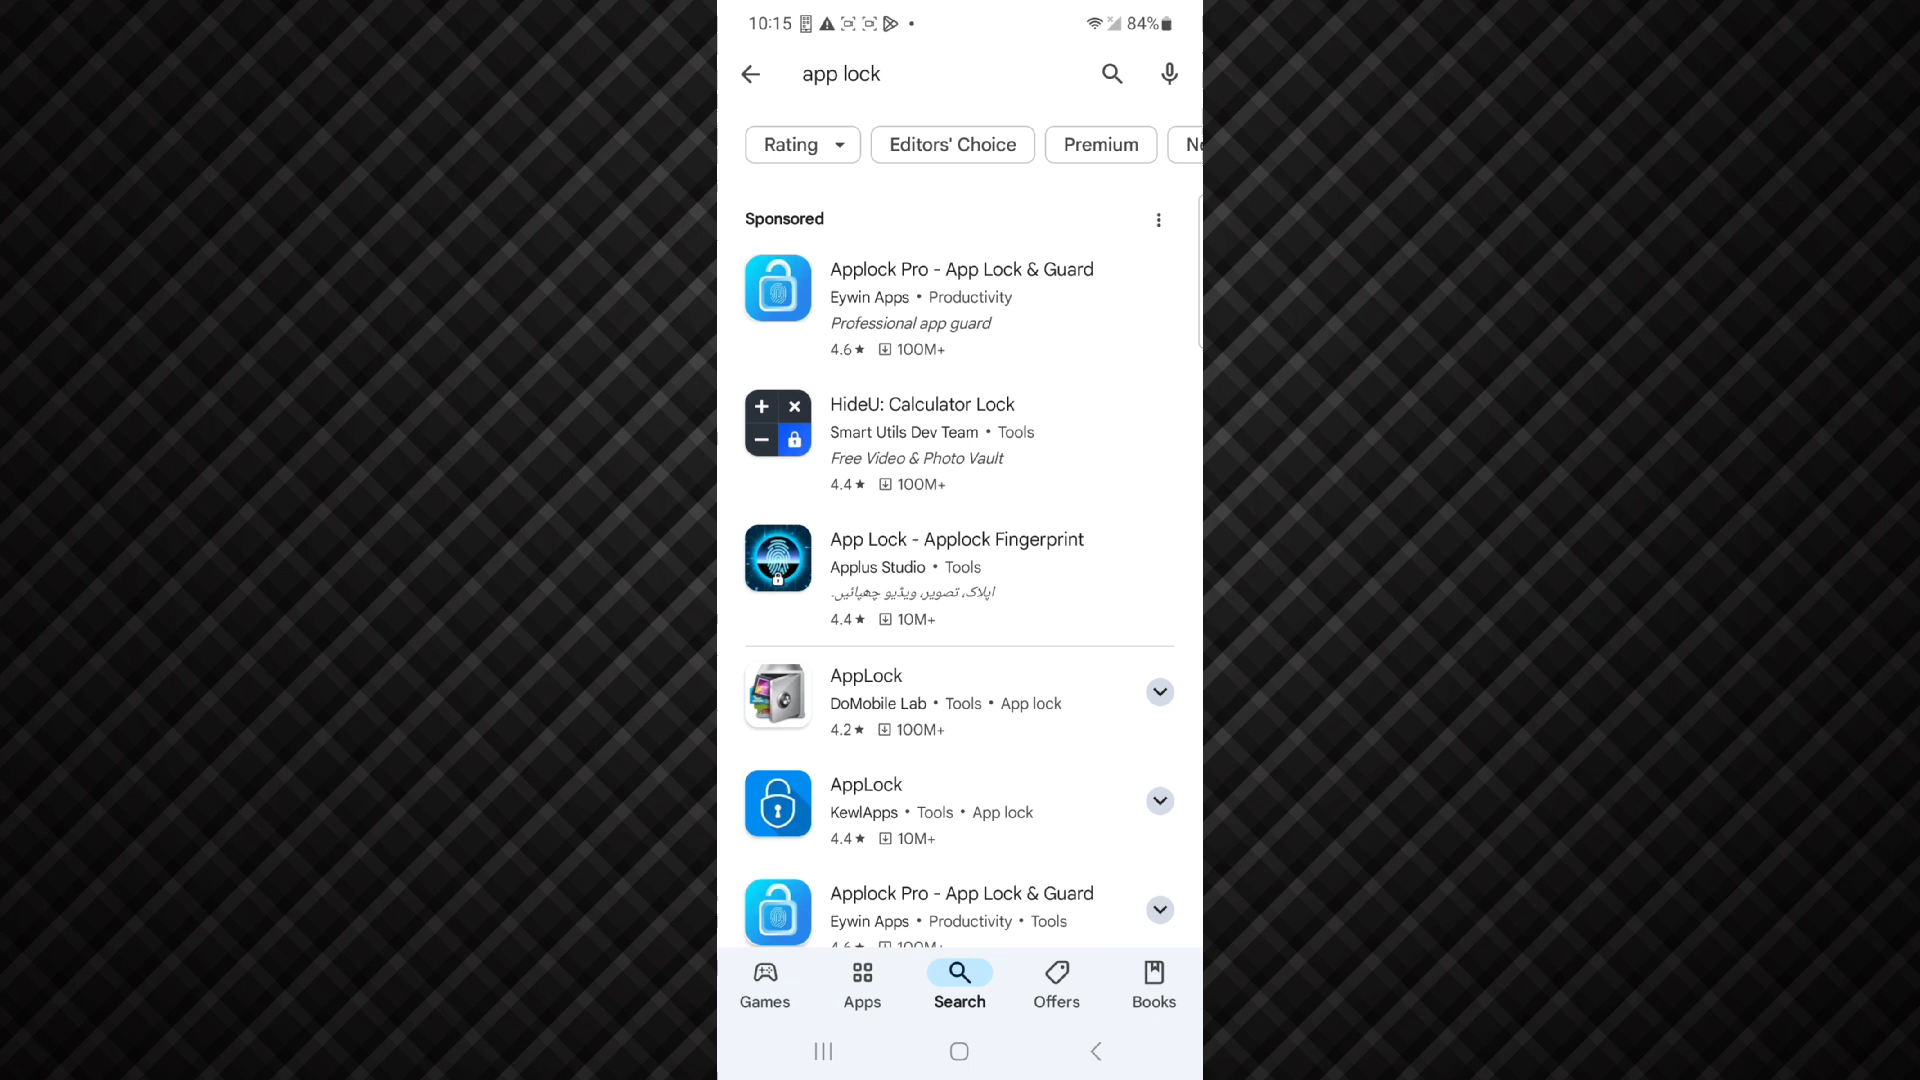 10:15
84%
app lock
Rating
Editors' Choice
Premium
Sponsored
Applock Pro - App Lock & Guard
Eywin Apps • Productivity
Professional app guard
4.6★ 100M+
HideU: Calculator Lock
Smart Utils Dev Team • Tools
Free Video & Photo Vault
4.4★ 100M+
App Lock - Applock Fingerprint
Applus Studio • Tools
اپلاک، تصویر، ویڈیو چھپائیں۔
4.4★ 10M+
AppLock
DoMobile Lab • Tools • App lock
4.2★ 100M+
AppLock
KewlApps • Tools • App lock
4.4★ 10M+
Applock Pro - App Lock & Guard
Eywin Apps • Productivity • Tools
4.6★ 100M+
Games
Apps
Search
Offers
Books